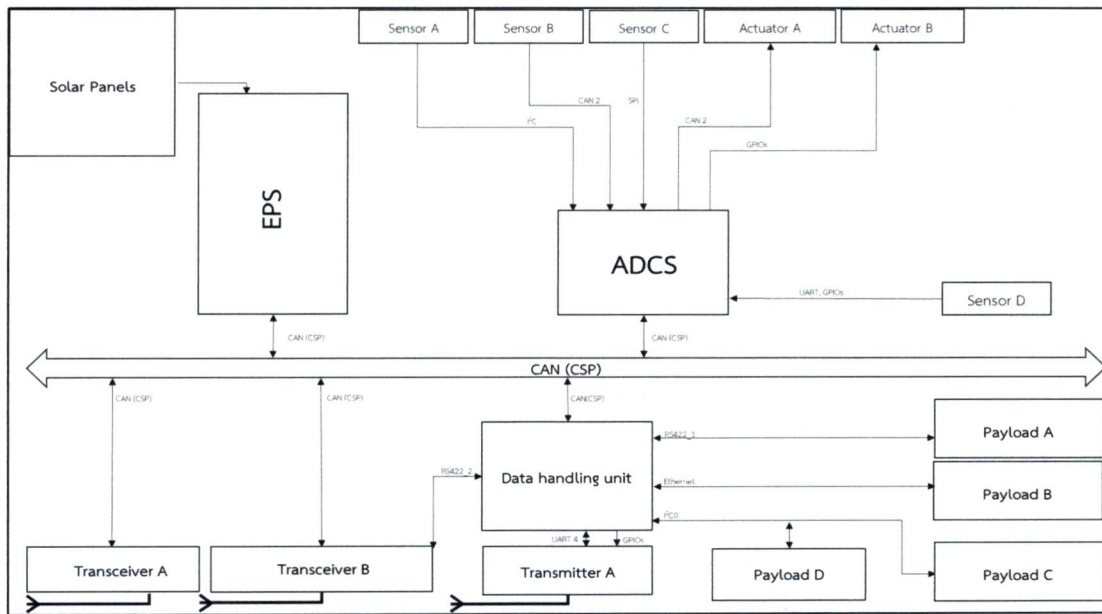 Sensor A
Sensor B
Sensor C
Actuator A
Actuator B
Solar Panels
CAN 2
SPI
I²C
CAN 2
GPIOs
EPS
ADCS
UART, GPIOs
Sensor D
CAN (CSP)
CAN (CSP)
CAN (CSP)
CAN (CSP)
CAN (CSP)
CAN(CSP)
RS422_1
Payload A
RS422_2
Data handling unit
Ethernet
Payload B
I²C0
UART 4
GPIOs
Transceiver A
Transceiver B
Transmitter A
Payload D
Payload C